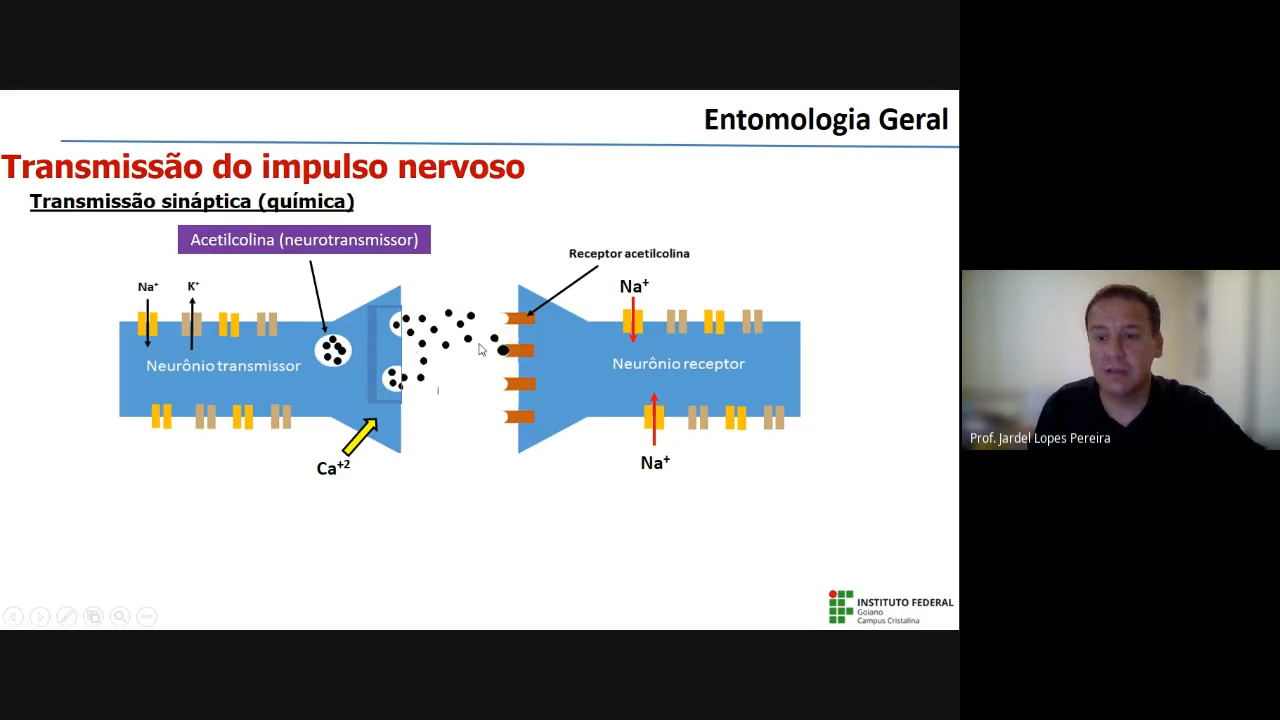 Entomologia Geral
Transmissão do impulso nervoso
Transmissão sináptica (química)
Acetilcolina (neurotransmissor)
Receptor acetilcolina
Na⁺
K⁺
Na⁺
Neurônio transmissor
Neurônio receptor
Ca⁺²
Na⁺
INSTITUTO FEDERAL
Goiano
Campus Cristalina
Prof. Jardel Lopes Pereira